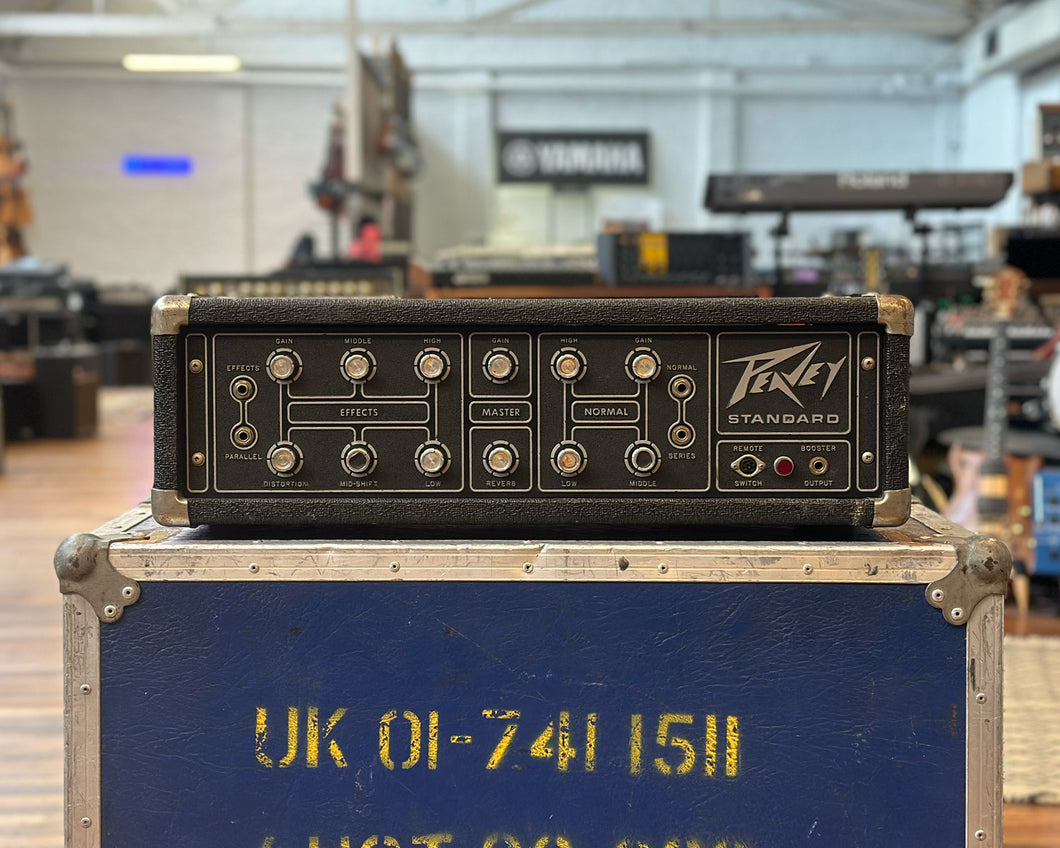 YAMAHA
Roland
GAIN MIDDLE HIGH GAIN HIGH GAIN
EFFECTS NORMAL
PEAVEY
STANDARD
EFFECTS MASTER NORMAL
PARALLEL SERIES
REMOTE BOOSTER
DISTORTION MID-SHIFT LOW REVERB LOW MIDDLE SWITCH OUTPUT
UK 01-741 1511